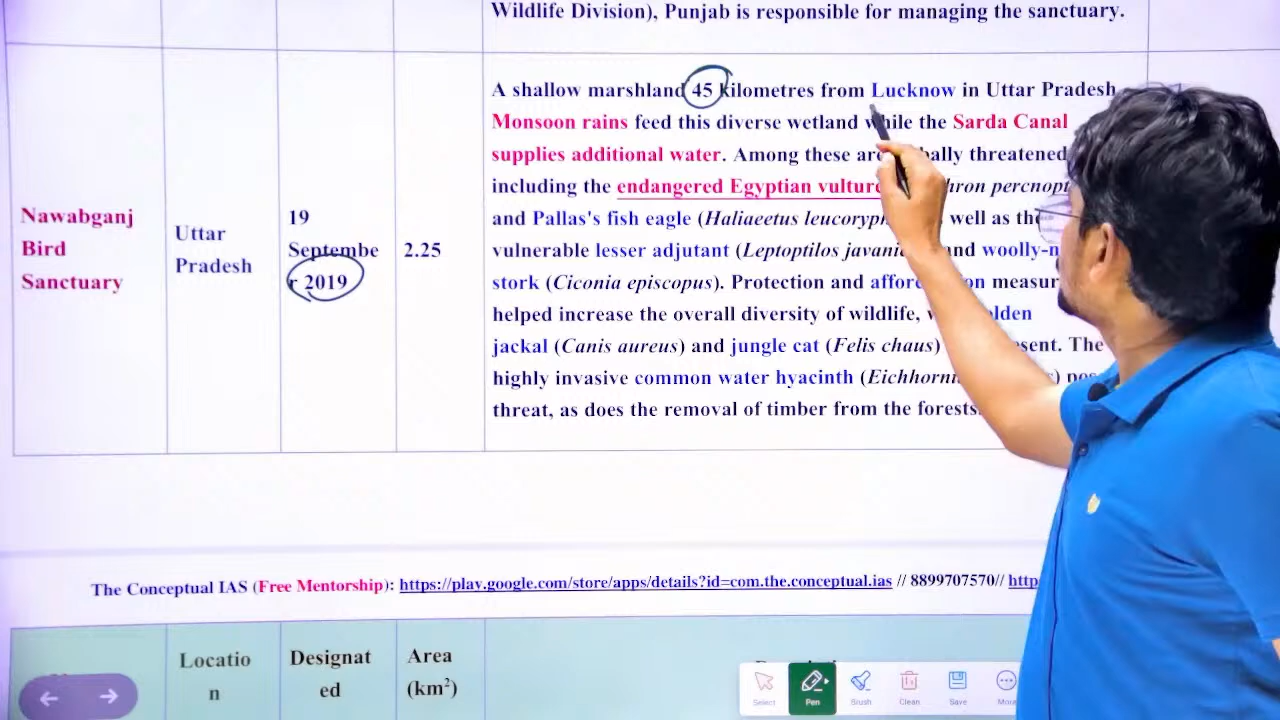 Wildlife Division), Punjab is responsible for managing the sanctuary.
Nawabganj
Bird
Sanctuary
Uttar
Pradesh
19
Septembe
r 2019
2.25
A shallow marshland 45 kilometres from Lucknow in Uttar Pradesh
Monsoon rains feed this diverse wetland while the Sarda Canal
supplies additional water. Among these are threatened
including the endangered Egyptian vulture
and Pallas's fish eagle (Haliaeetus well as
vulnerable lesser adjutant (Leptoptilos and
stork (Ciconia episcopus). Protection and
helped increase the overall diversity of wildlife,
jackal (Canis aureus) and jungle cat (Felis chaus) The
highly invasive common water hyacinth
threat, as does the removal of timber from the forests.
The Conceptual IAS (Free Mentorship): https://play.google.com/store/apps/details?id=com.the.conceptual.ias // 8899707570//
Locatio
n
Designat
ed
Area
(km²)
Select
Pen
Brush
Clean
Save